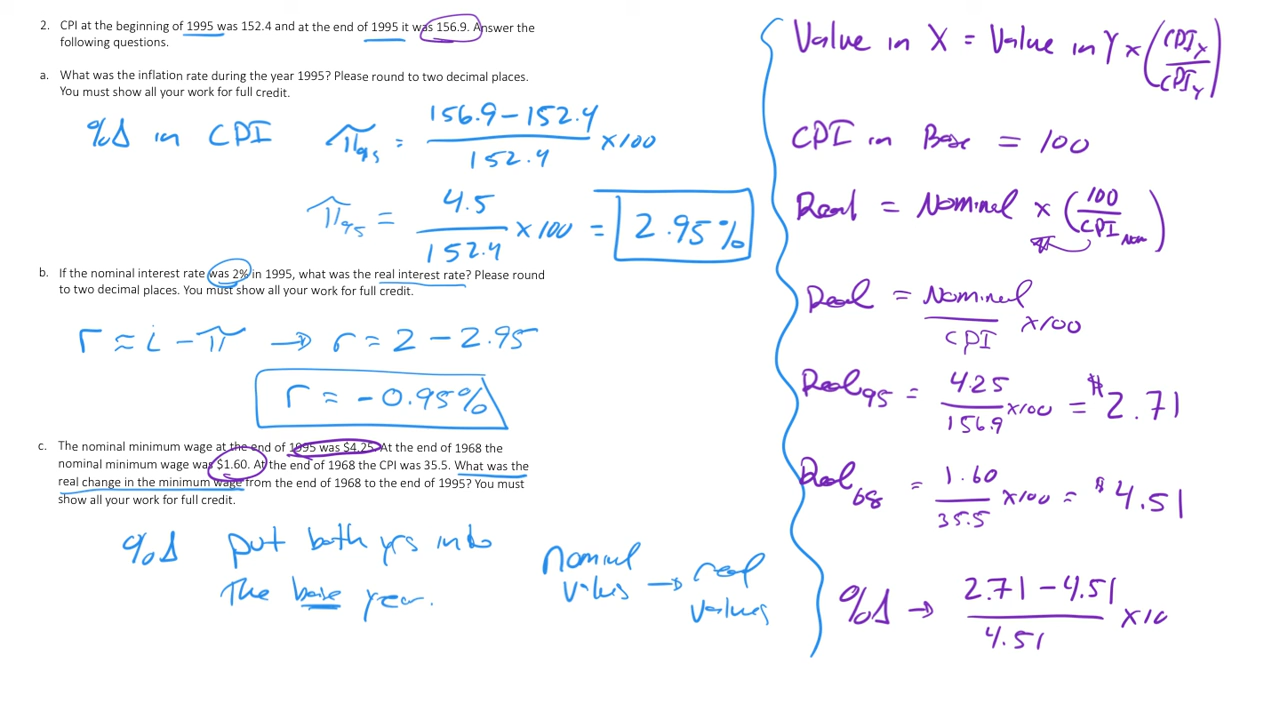 2. CPI at the beginning of 1995 was 152.4 and at the end of 1995 it was 156.9. Answer the
following questions.
a. What was the inflation rate during the year 1995? Please round to two decimal places.
You must show all your work for full credit.
%Δ in CPI π95 = (156.9 – 152.4) / 152.4 × 100
π95 = 4.5 / 152.4 × 100 = 2.95%
b. If the nominal interest rate was 2% in 1995, what was the real interest rate? Please round
to two decimal places. You must show all your work for full credit.
r ≈ i – π → r = 2 – 2.95
r = -0.95%
c. The nominal minimum wage at the end of 1995 was $4.25. At the end of 1968 the
nominal minimum wage was $1.60. At the end of 1968 the CPI was 35.5. What was the
real change in the minimum wage from the end of 1968 to the end of 1995? You must
show all your work for full credit.
%Δ put both yrs into
the base year.
nominal values → real values
Value in X = Value in Y × (CPIX / CPIY)
CPI in Base = 100
Real = Nominal × (100 / CPI Nom)
Real = Nominal / CPI × 100
Real95 = 4.25 / 156.9 × 100 = $2.71
Real68 = 1.60 / 35.5 × 100 = $4.51
%Δ → (2.71 – 4.51) / 4.51 × 10